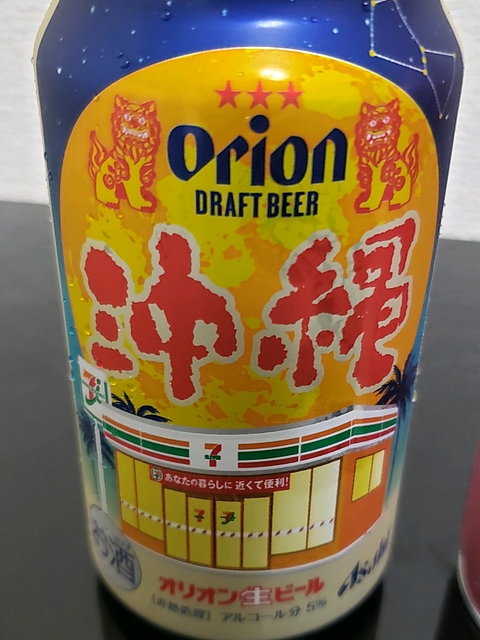 Orion
DRAFT BEER
沖縄
7
あなたの暮らしに 近くて便利!
お酒
オリオン生ビール
Asahi
[非熱処理] アルコール分 5%